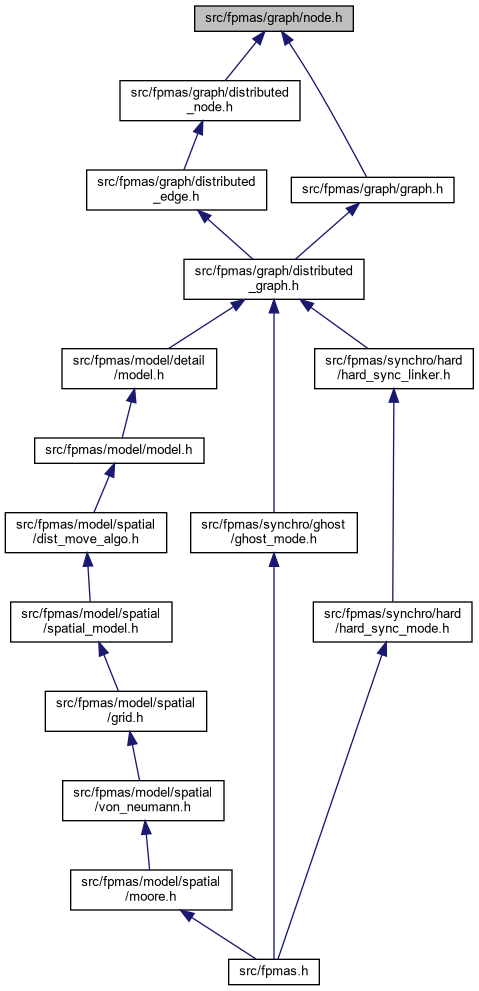 src/fpmas/graph/node.h
src/fpmas/graph/distributed
_node.h
src/fpmas/graph/distributed
_edge.h
src/fpmas/graph/graph.h
src/fpmas/graph/distributed
_graph.h
src/fpmas/model/detail
/model.h
src/fpmas/synchro/hard
/hard_sync_linker.h
src/fpmas/model/model.h
src/fpmas/model/spatial
/dist_move_algo.h
src/fpmas/synchro/ghost
/ghost_mode.h
src/fpmas/model/spatial
/spatial_model.h
src/fpmas/synchro/hard
/hard_sync_mode.h
src/fpmas/model/spatial
/grid.h
src/fpmas/model/spatial
/von_neumann.h
src/fpmas/model/spatial
/moore.h
src/fpmas.h